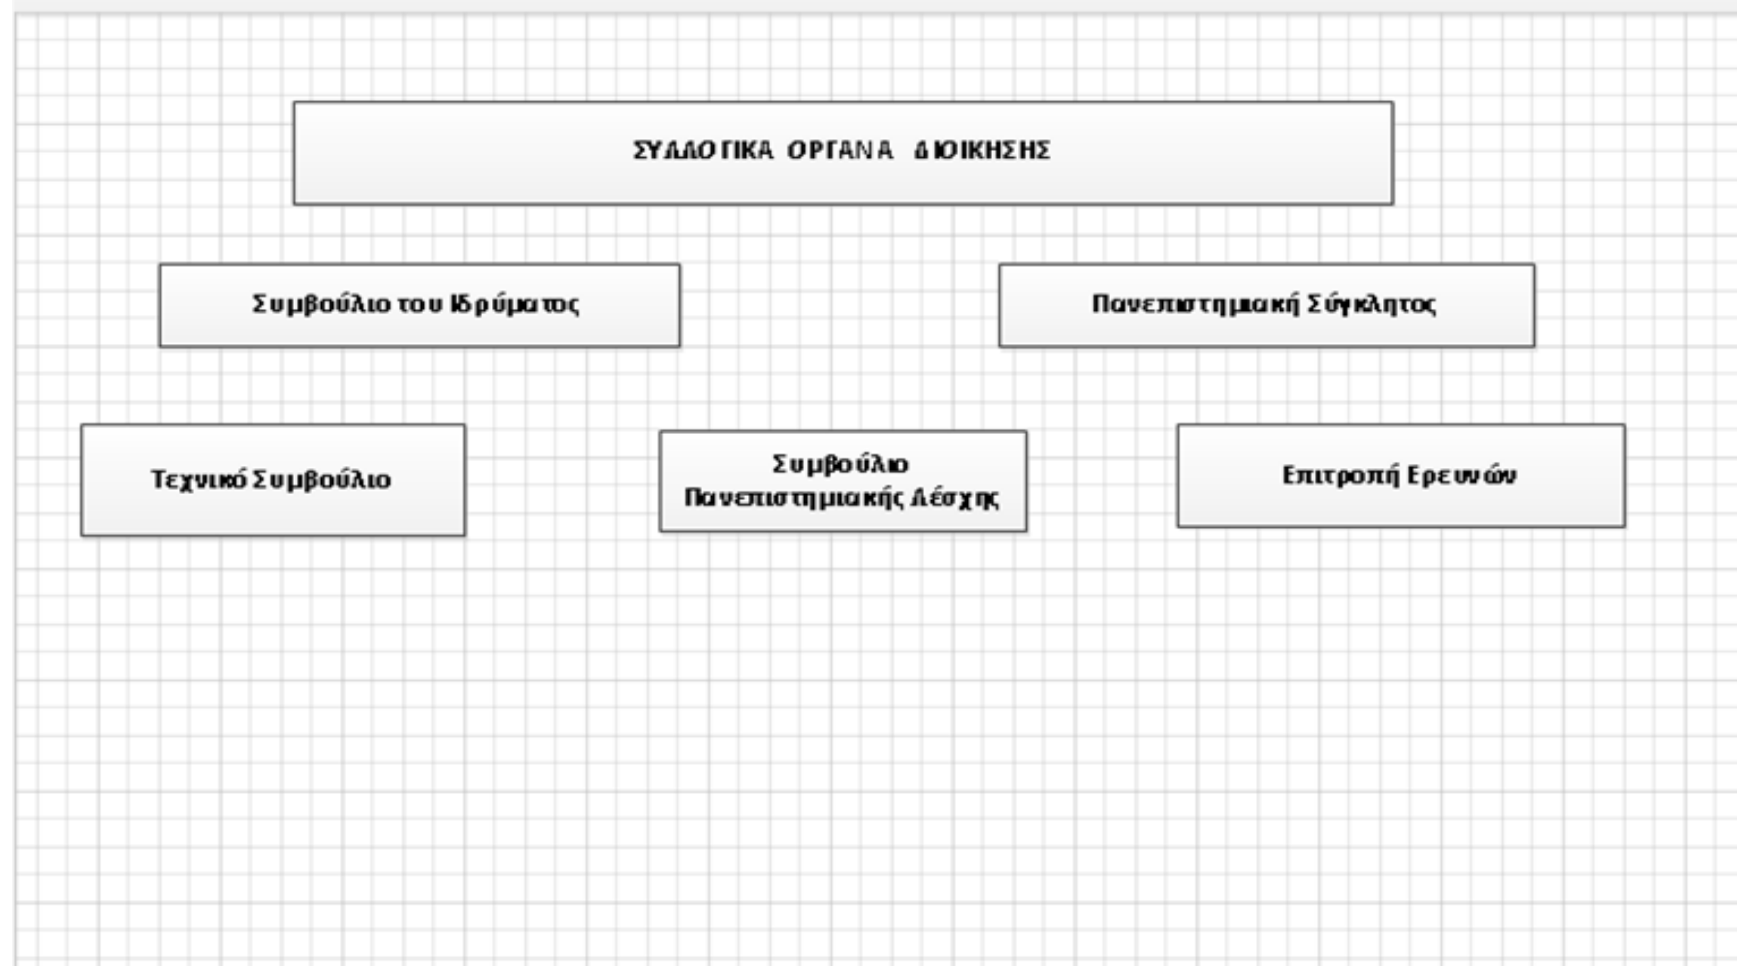 ΣΥΛΛΟΓΙΚΑ ΟΡΓΑΝΑ ΔΙΟΙΚΗΣΗΣ
Συμβούλιο του Ιδρύματος
Πανεπιστημιακή Σύγκλητος
Τεχνικό Συμβούλιο
Συμβούλιο
Πανεπιστημιακής Λέσχης
Επιτροπή Ερευνών